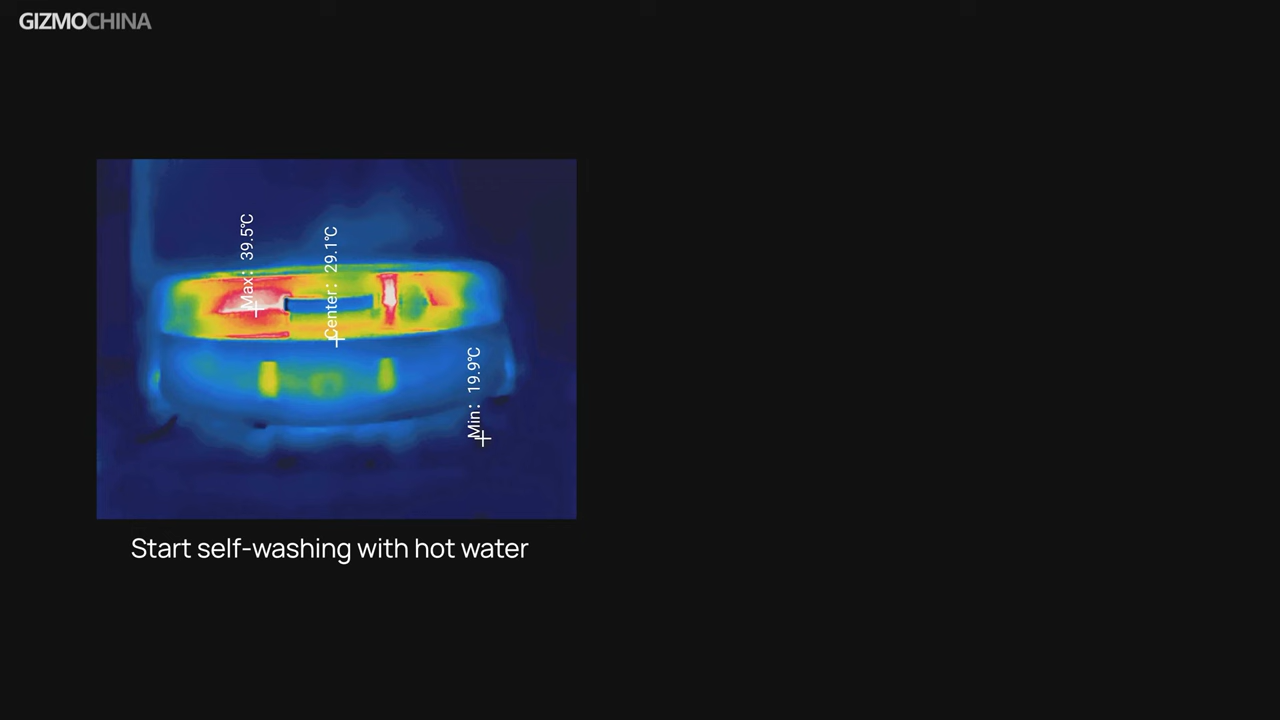 GIZMOCHINA
Max: 39.5℃
Center: 29.1℃
Min: 19.9℃
Start self-washing with hot water